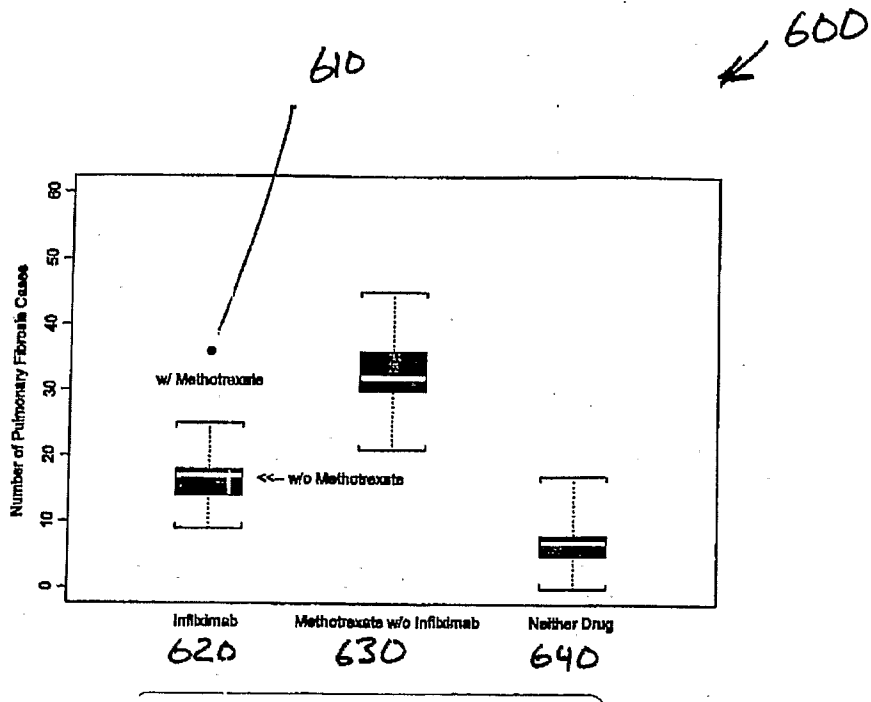 600
610
60
50
40
30
20
10
0
Number of Pulmonary Fibrosis Cases
w/ Methotrexate
<<-- w/o Methotrexate
Infliximab
Methotrexate w/o Infliximab
Neither Drug
620
630
640